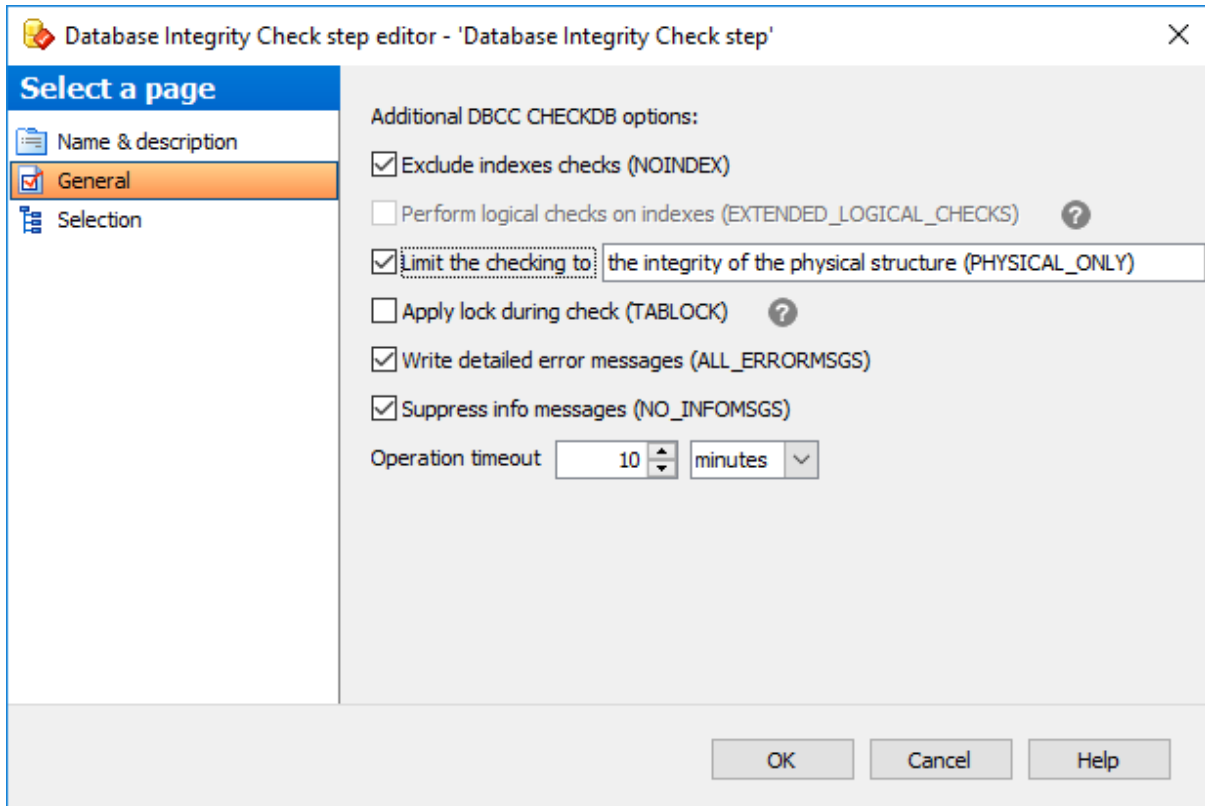 Database Integrity Check step editor - 'Database Integrity Check step'
Select a page
Name & description
General
Selection
Additional DBCC CHECKDB options:
Exclude indexes checks (NOINDEX)
Perform logical checks on indexes (EXTENDED_LOGICAL_CHECKS) ?
Limit the checking to the integrity of the physical structure (PHYSICAL_ONLY)
Apply lock during check (TABLOCK) ?
Write detailed error messages (ALL_ERRORMSGS)
Suppress info messages (NO_INFOMSGS)
Operation timeout 10 minutes
OK Cancel Help